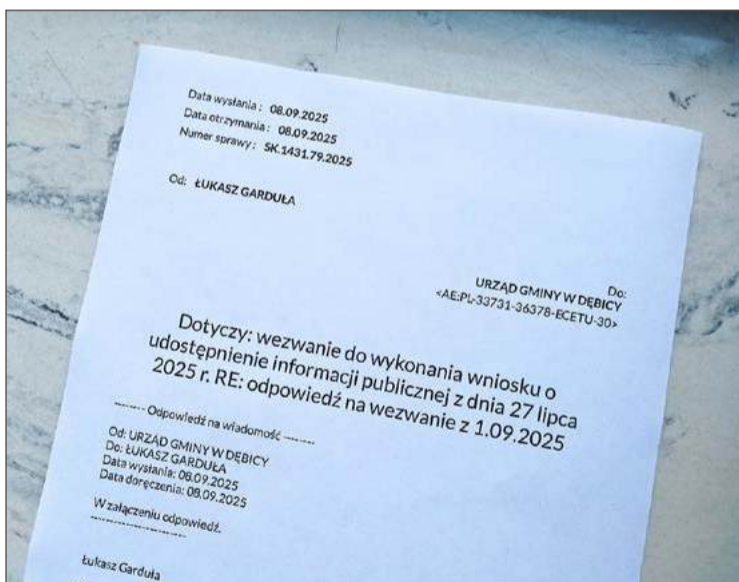 Data wysłania : 08.09.2025
Data otrzymania : 08.09.2025
Numer sprawy : SK.1431.79.2025
Od: ŁUKASZ GARDUŁA
Do:
URZĄD GMINY W DĘBICY
<AE:PL-33731-36378-ECETU-30>
Dotyczy: wezwanie do wykonania wniosku o
udostępnienie informacji publicznej z dnia 27 lipca
2025 r. RE: odpowiedź na wezwanie z 1.09.2025
------- Odpowiedź na wiadomość -------
Od: URZĄD GMINY W DĘBICY
Do: ŁUKASZ GARDUŁA
Data wysłania: 08.09.2025
Data doręczenia: 08.09.2025
W załączeniu odpowiedź.
----------------------
Łukasz Garduła